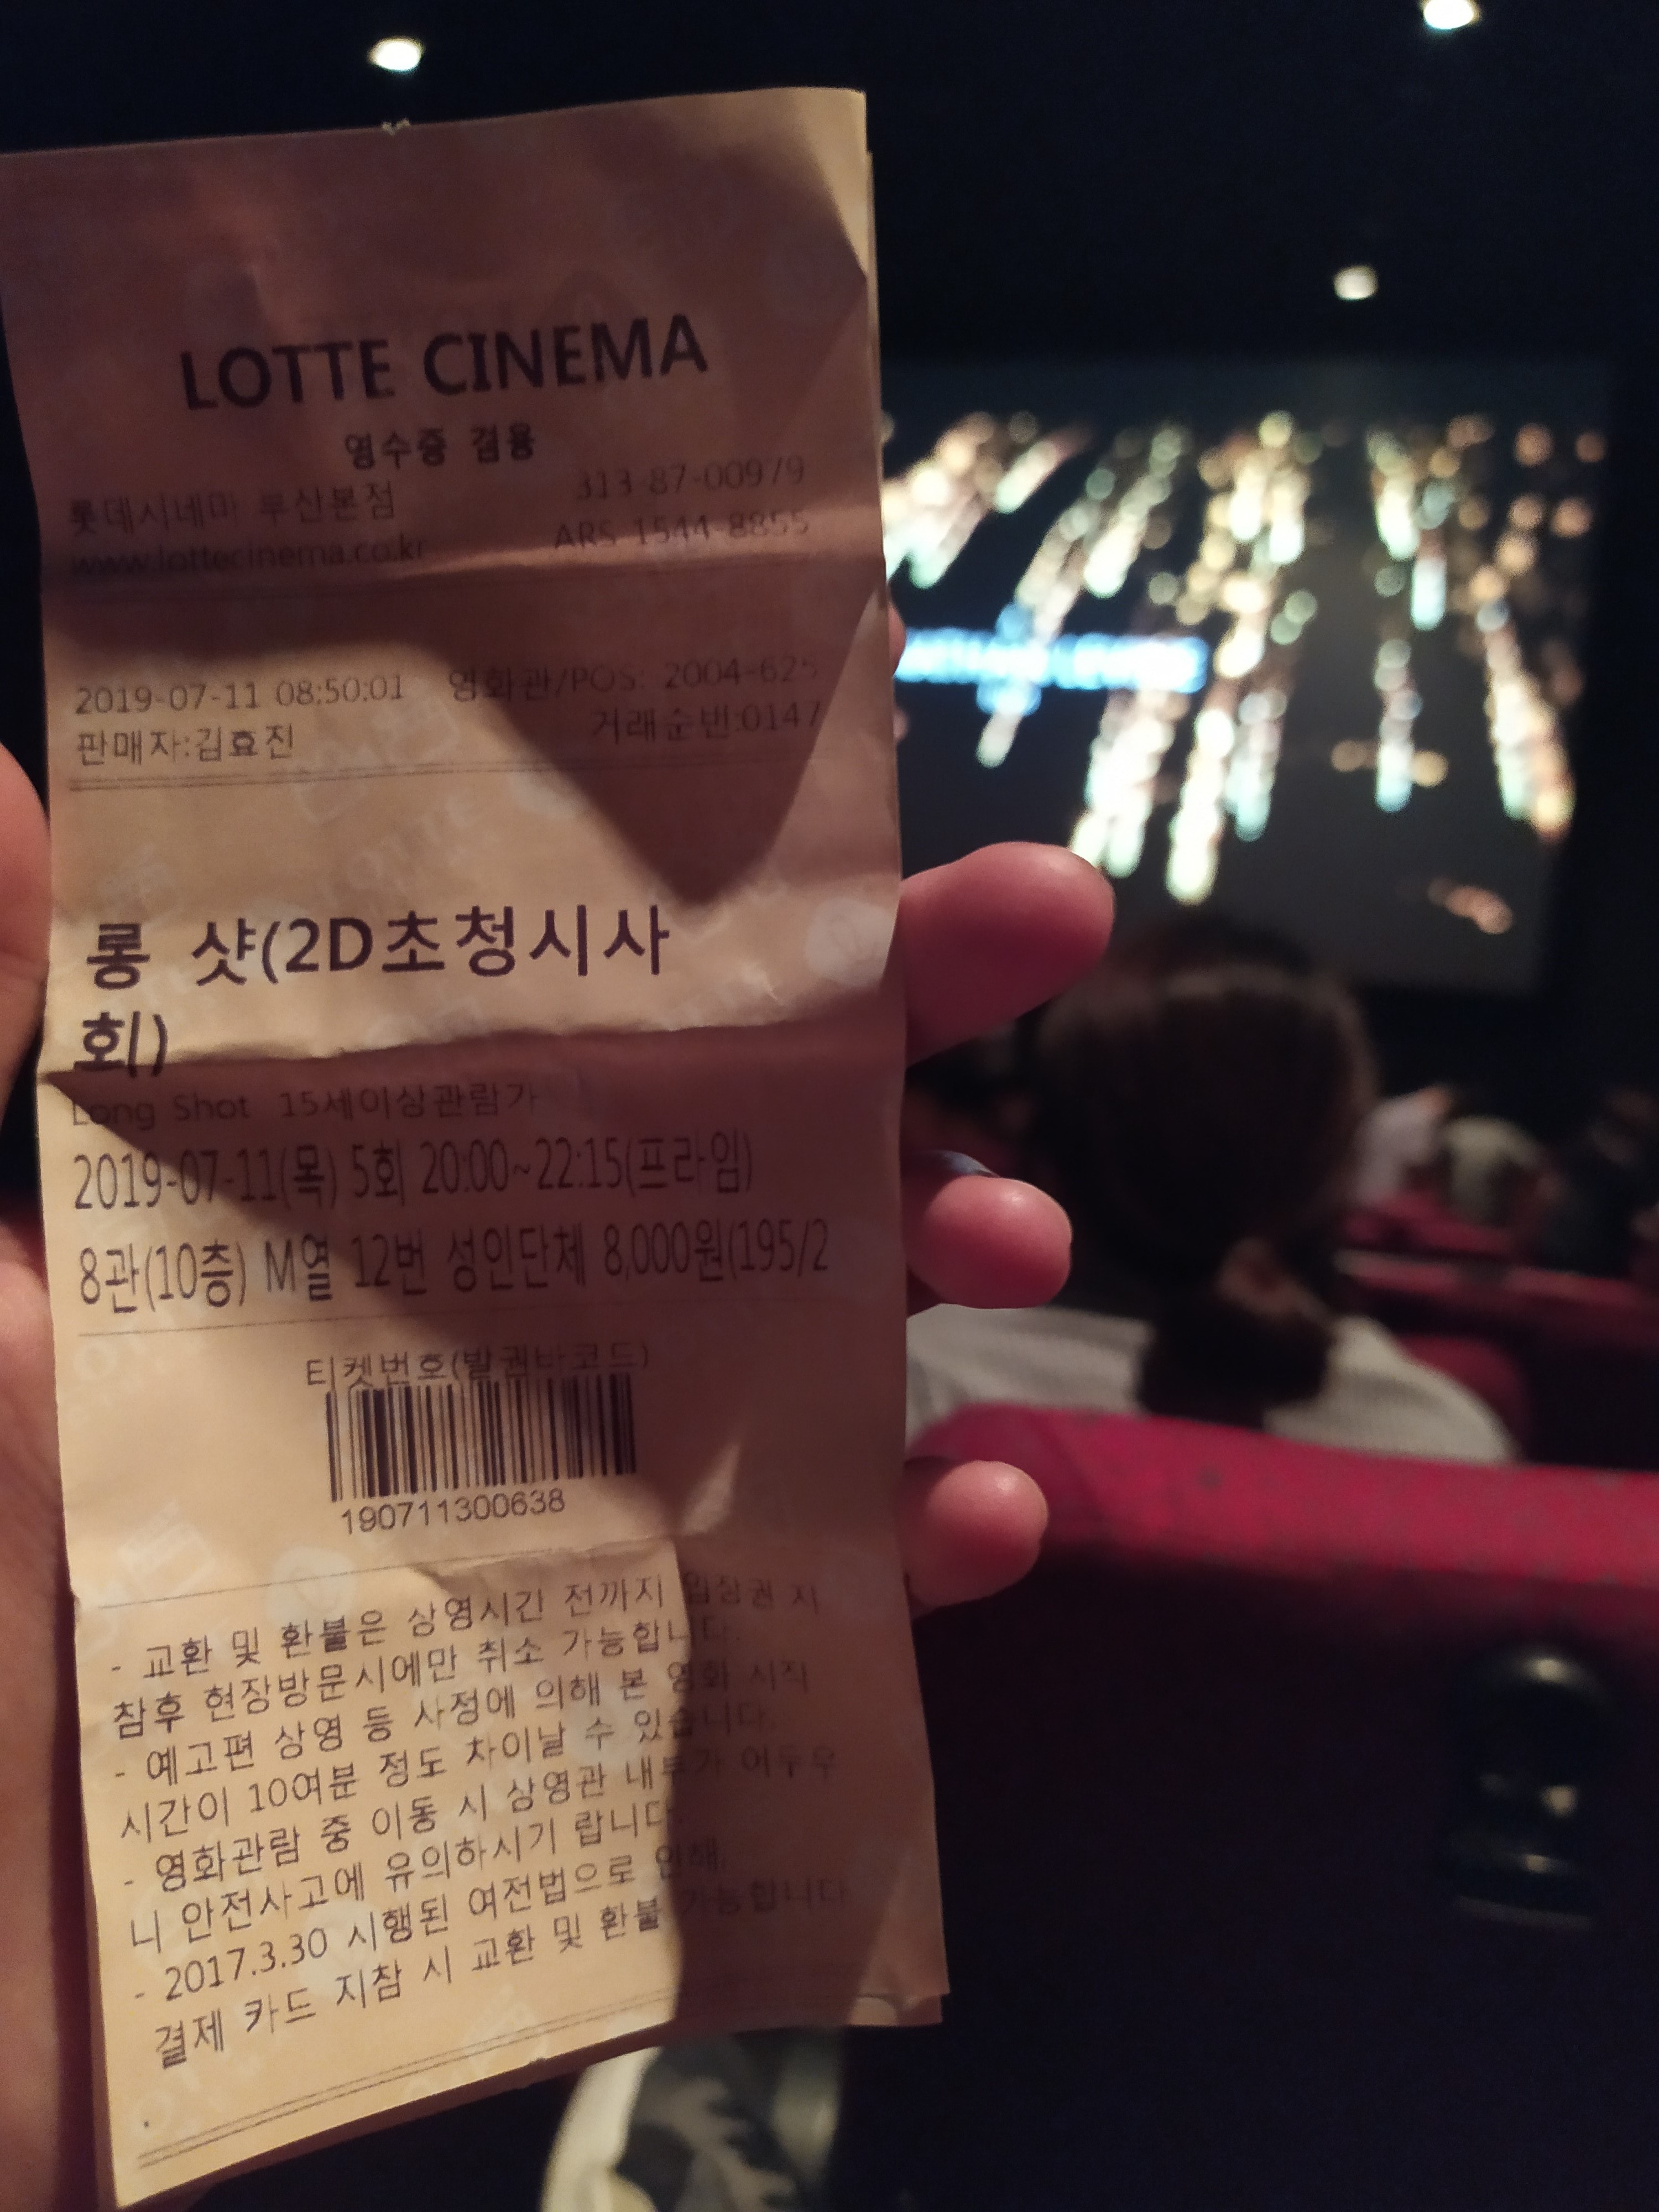 LOTTE CINEMA
영수증 겸용
롯데시네마 부산본점 313-87-00979
www.lottecinema.co.kr ARS 1544-8855
2019-07-11 08:50:01 영화관/POS: 2004-625
판매자:김효진 거래순번:0147
롱 샷(2D초청시사
회)
Long Shot 15세이상관람가
2019-07-11(목) 5회 20:00~22:15(프라임)
8관(10층) M열 12번 성인단체 8,000원(195/2
티켓번호(발권바코드)
190711300638
- 교환 및 환불은 상영시간 전까지 입장권 지
참후 현장방문시에만 취소 가능합니다.
- 예고편 상영 등 사정에 의해 본 영화 시작
시간이 10여분 정도 차이날 수 있습니다.
- 영화관람 중 이동 시 상영관 내부가 어두우
니 안전사고에 유의하시기 랍니다.
- 2017.3.30 시행된 여전법으로 인해,
결제 카드 지참 시 교환 및 환불 가능합니다
.